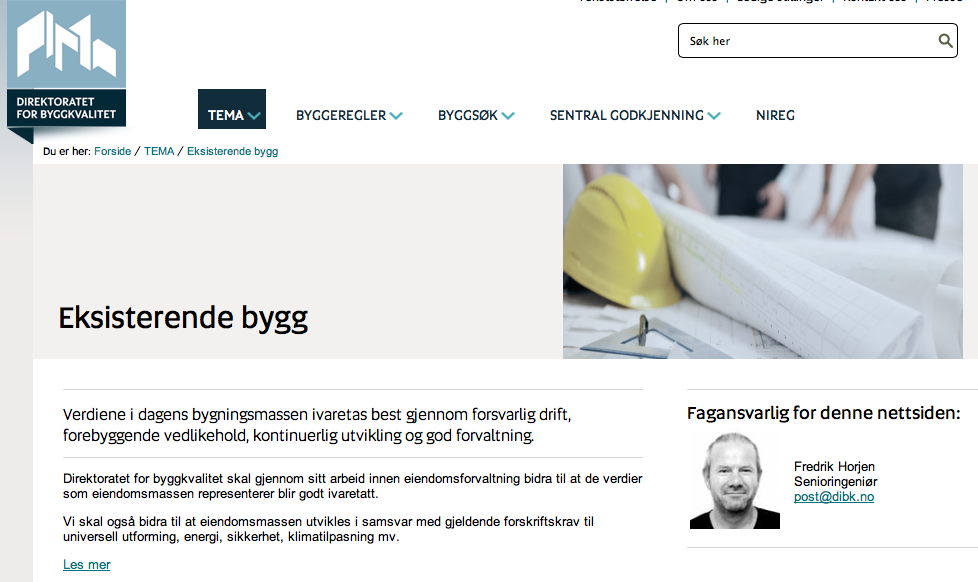 Søk her
DIREKTORATET
FOR BYGGKVALITET
TEMA BYGGEREGLER BYGGSØK SENTRAL GODKJENNING NIREG
Du er her: Forside / TEMA / Eksisterende bygg
Eksisterende bygg
Verdiene i dagens bygningsmassen ivaretas best gjennom forsvarlig drift,
forebyggende vedlikehold, kontinuerlig utvikling og god forvaltning.
Direktoratet for byggkvalitet skal gjennom sitt arbeid innen eiendomsforvaltning bidra til at de verdier
som eiendomsmassen representerer blir godt ivaretatt.
Vi skal også bidra til at eiendomsmassen utvikles i samsvar med gjeldende forskriftskrav til
universell utforming, energi, sikkerhet, klimatilpasning mv.
Les mer
Fagansvarlig for denne nettsiden:
Fredrik Horjen
Senioringeniør
post@dibk.no